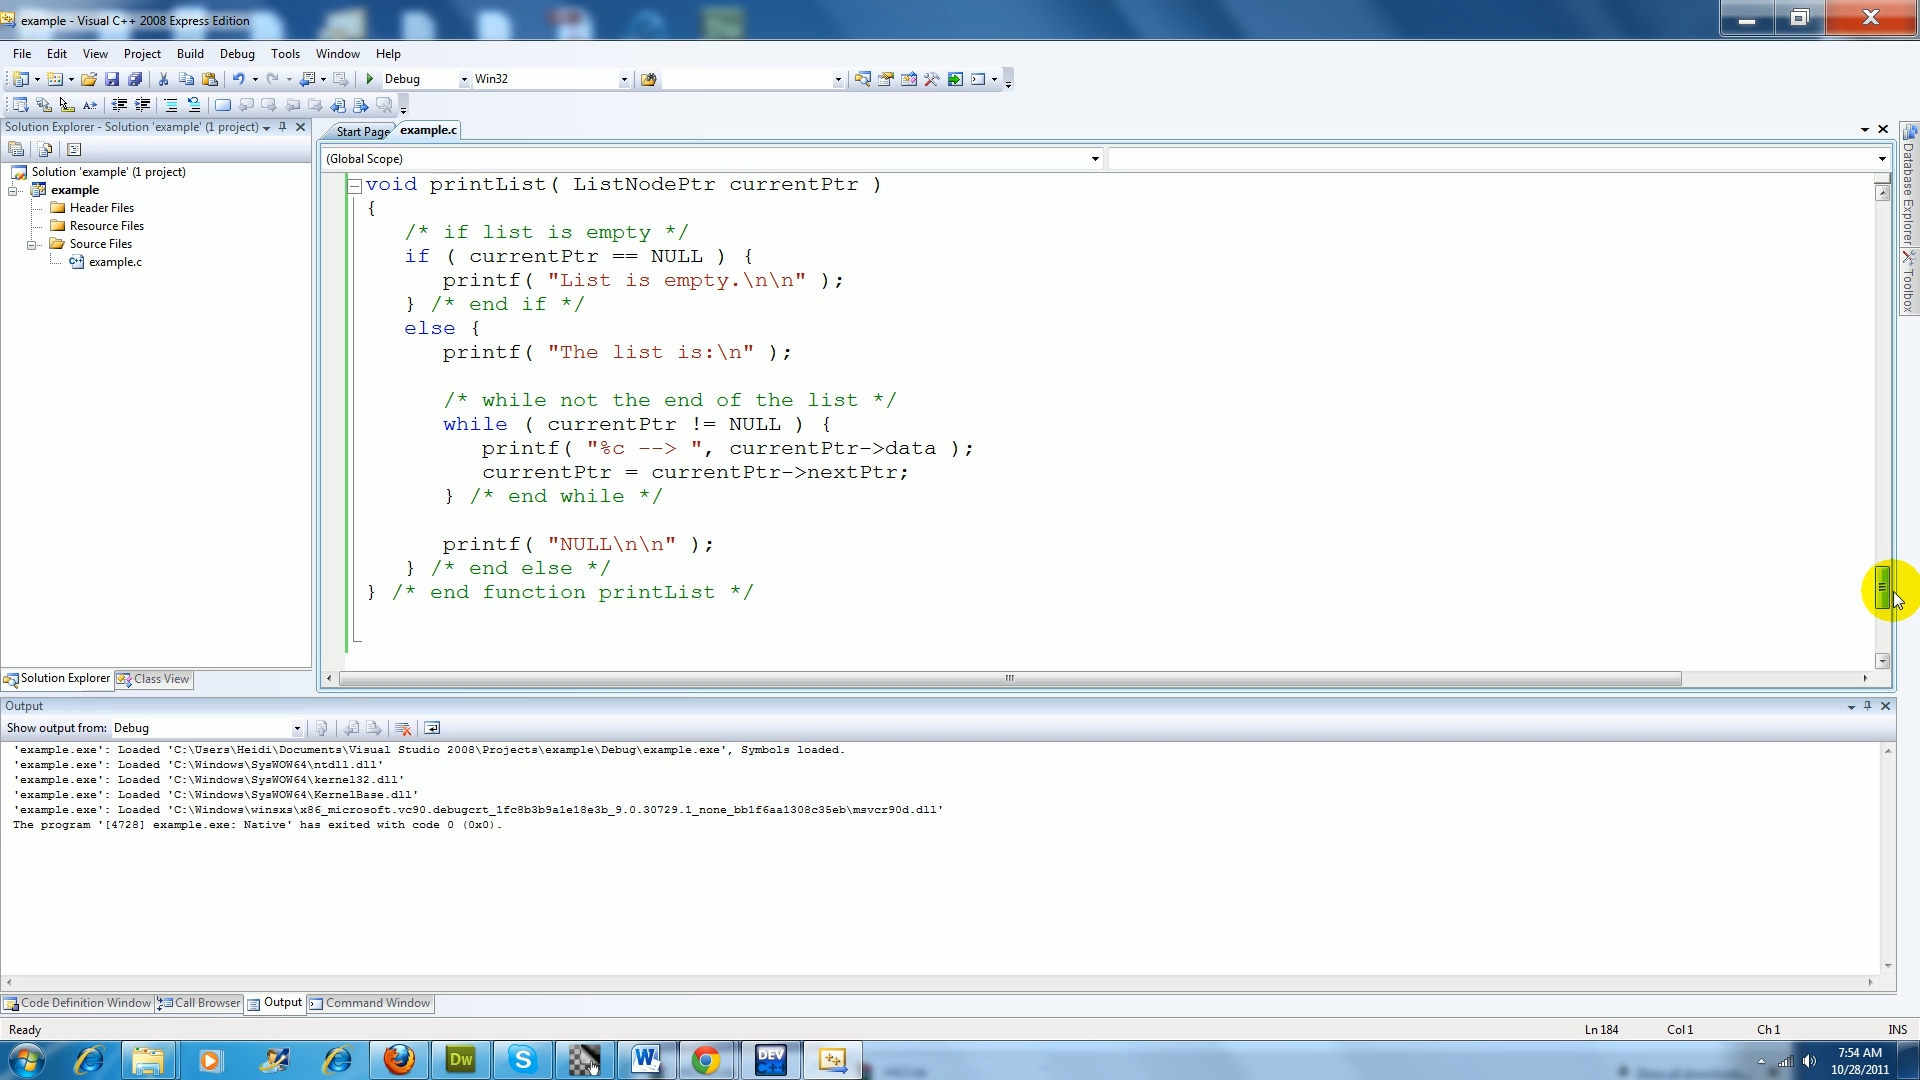 example - Visual C++ 2008 Express Edition
File Edit View Project Build Debug Tools Window Help
Debug Win32
Solution Explorer - Solution 'example' (1 project)
Start Page example.c
(Global Scope)
Solution 'example' (1 project)
example
Header Files
Resource Files
Source Files
example.c
void printList( ListNodePtr currentPtr )
{
/* if list is empty */
if ( currentPtr == NULL ) {
printf( "List is empty.\n\n" );
} /* end if */
else {
printf( "The list is:\n" );
/* while not the end of the list */
while ( currentPtr != NULL ) {
printf( "%c --> ", currentPtr->data );
currentPtr = currentPtr->nextPtr;
} /* end while */
printf( "NULL\n\n" );
} /* end else */
} /* end function printList */
Database Explorer
Toolbox
Solution Explorer Class View
Output
Show output from: Debug
'example.exe': Loaded 'C:\Users\Heidi\Documents\Visual Studio 2008\Projects\example\Debug\example.exe', Symbols loaded.
'example.exe': Loaded 'C:\Windows\SysWOW64\ntdll.dll'
'example.exe': Loaded 'C:\Windows\SysWOW64\kernel32.dll'
'example.exe': Loaded 'C:\Windows\SysWOW64\KernelBase.dll'
'example.exe': Loaded 'C:\Windows\winsxs\x86_microsoft.vc90.debugcrt_1fc8b3b9a1e18e3b_9.0.30729.1_none_bb1f6aa1308c35eb\msvcr90d.dll'
The program '[4728] example.exe: Native' has exited with code 0 (0x0).
Code Definition Window Call Browser Output Command Window
Ready Ln 184 Col 1 Ch 1 INS
Dw S W DEV C++
7:54 AM
10/28/2011